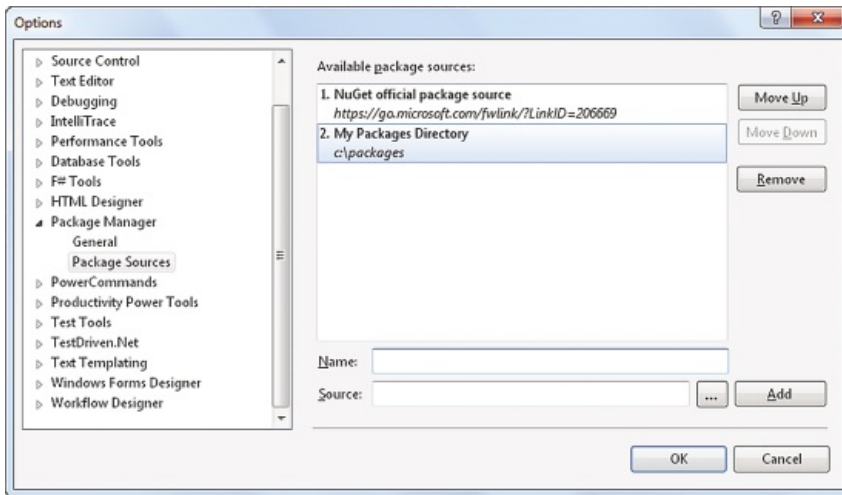 Options
Source Control
Text Editor
Debugging
IntelliTrace
Performance Tools
Database Tools
F# Tools
HTML Designer
Package Manager
General
Package Sources
PowerCommands
Productivity Power Tools
Test Tools
TestDriven.Net
Text Templating
Windows Forms Designer
Workflow Designer
Available package sources:
1. NuGet official package source
https://go.microsoft.com/fwlink/?LinkID=206669
2. My Packages Directory
c:\packages
Move Up
Move Down
Remove
Name:
Source:
...
Add
OK
Cancel